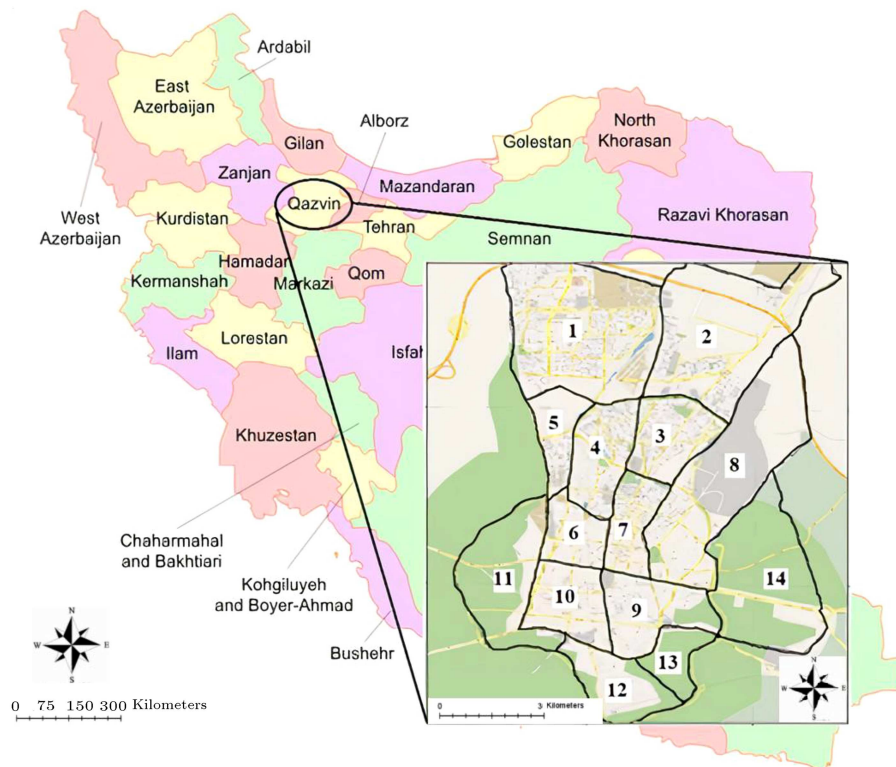 Ardabil
East
Azerbaijan
Alborz
Gilan
Golestan
North
Khorasan
Zanjan
Mazandaran
Qazvin
West
Azerbaijan
Kurdistan
Tehran
Semnan
Razavi Khorasan
Hamadan
Kermanshah
Markazi
Qom
Ilam
Lorestan
Isfah
Khuzestan
Chaharmahal
and Bakhtiari
Kohgiluyeh
and Boyer-Ahmad
Bushehr
1
2
5
4
3
8
6
7
11
10
9
14
13
12
N
W E
S
0 75 150 300 Kilometers
0 3 Kilometers
N
W E
S